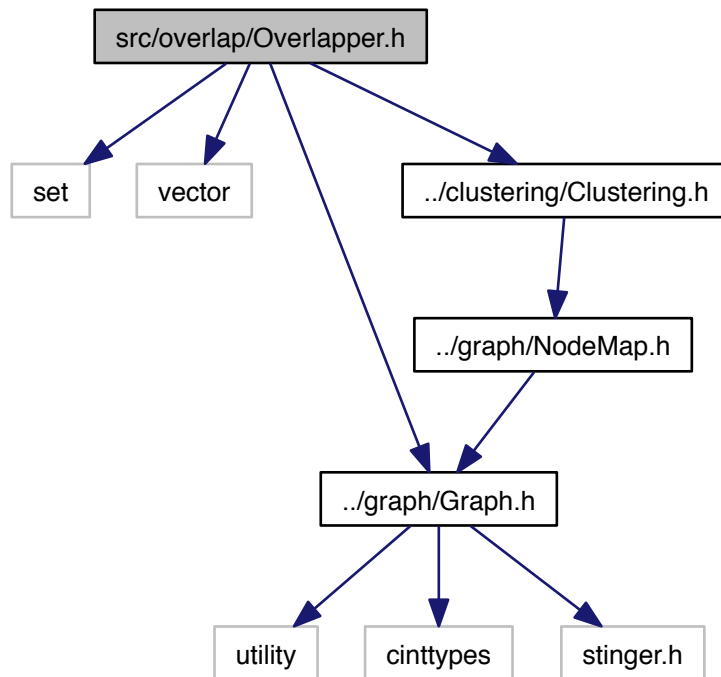 src/overlap/Overlapper.h
set
vector
../clustering/Clustering.h
../graph/NodeMap.h
../graph/Graph.h
utility
cinttypes
stinger.h